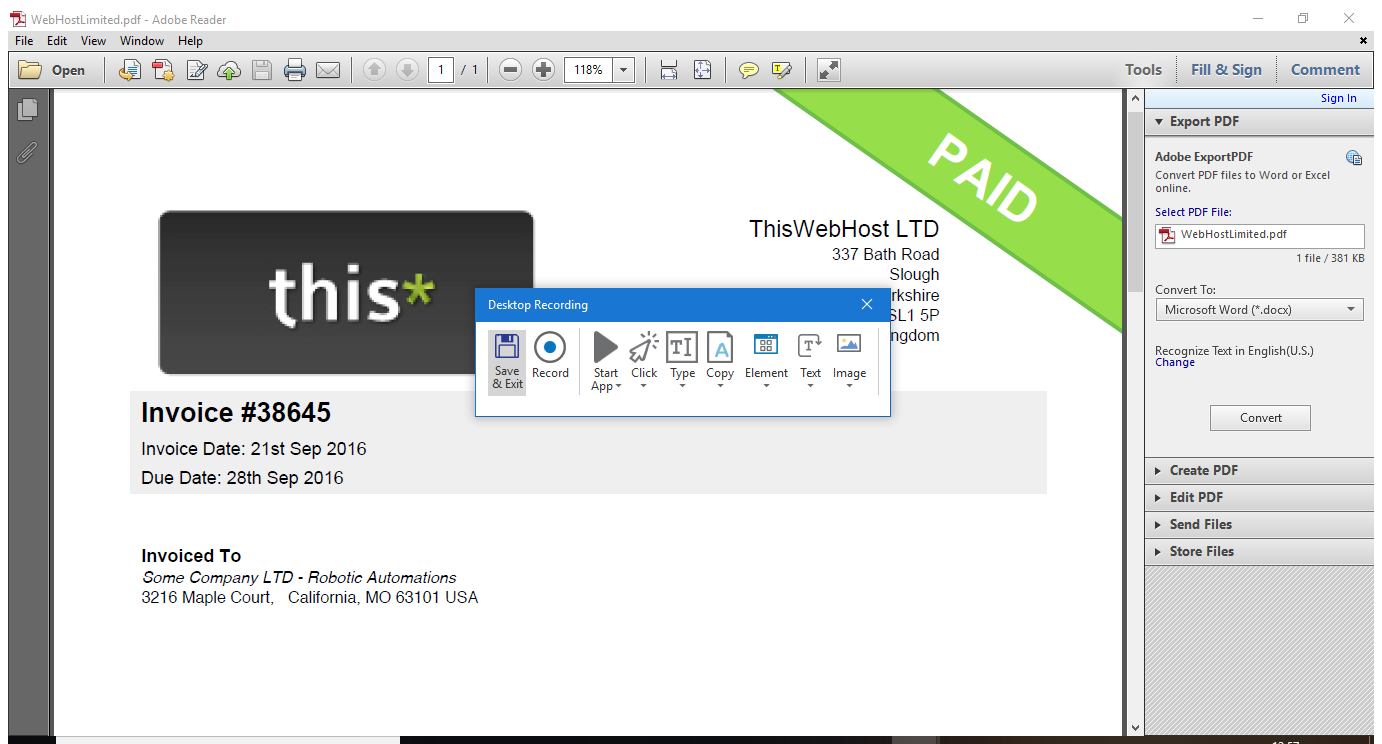 WebHostLimited.pdf - Adobe Reader
File Edit View Window Help
Open
1 / 1
118%
Tools Fill & Sign Comment
Sign In
Export PDF
Adobe ExportPDF
Convert PDF files to Word or Excel
online.
Select PDF File:
WebHostLimited.pdf
1 file / 381 KB
Convert To:
Microsoft Word (*.docx)
Recognize Text in English(U.S.)
Change
Convert
Create PDF
Edit PDF
Send Files
Store Files
PAID
this*
ThisWebHost LTD
337 Bath Road
Slough
rkshire
SL1 5P
ngdom
Desktop Recording
Save & Exit
Record
Start App
Click
Type
Copy
Element
Text
Image
Invoice #38645
Invoice Date: 21st Sep 2016
Due Date: 28th Sep 2016
Invoiced To
Some Company LTD - Robotic Automations
3216 Maple Court, California, MO 63101 USA